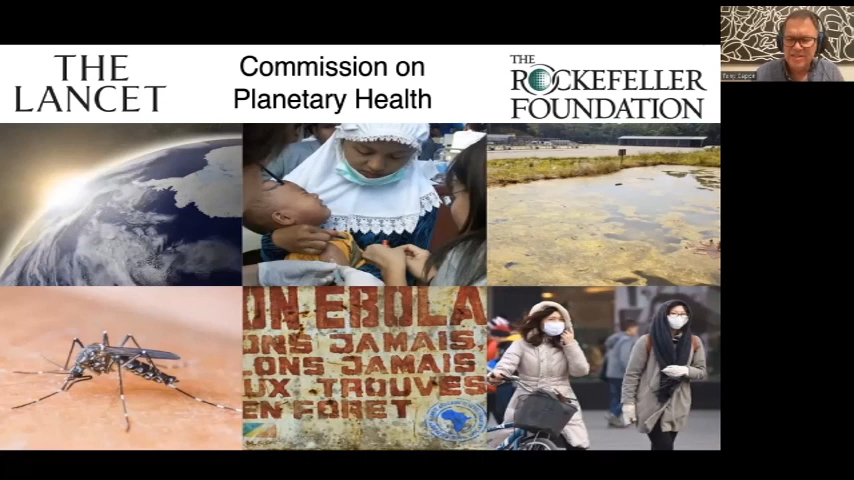 THE
LANCET
Commission on
Planetary Health
THE
ROCKEFELLER
FOUNDATION
Tony
ON EBOLA
ONS JAMAIS,
ONS JAMAIS
UX TROUVES
EN FORET